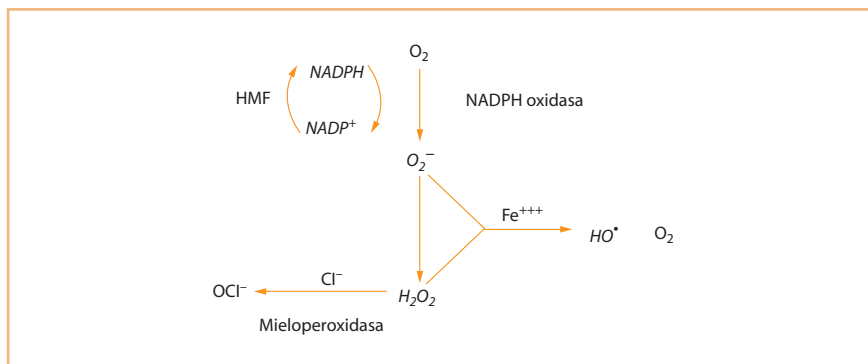 O₂
NADPH
HMF
NADPH oxidasa
NADP⁺
O₂⁻
Fe⁺⁺⁺
HO• O₂
Cl⁻
OCl⁻
H₂O₂
Mieloperoxidasa